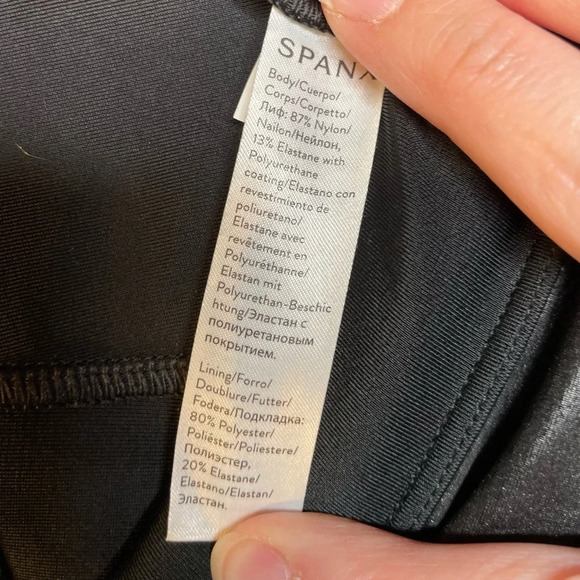 SPANX
Body/Cuerpo/
Corps/Corpetto/
Лиф: 87% Nylon/
Nailon/Нейлон,
13% Elastane with
Polyurethane
coating/Elastano con
revestimiento de
poliuretano/
Elastane avec
revêtement en
Polyuréthanne/
Elastan mit
Polyurethan-Beschic
htung/Эластан с
полиуретановым
покрытием.
Lining/Forro/
Doublure/Futter/
Fodera/Подкладка:
80% Polyester/
Poliéster/Poliestere/
Полиэстер,
20% Elastane/
Elastano/Elastan/
Эластан.